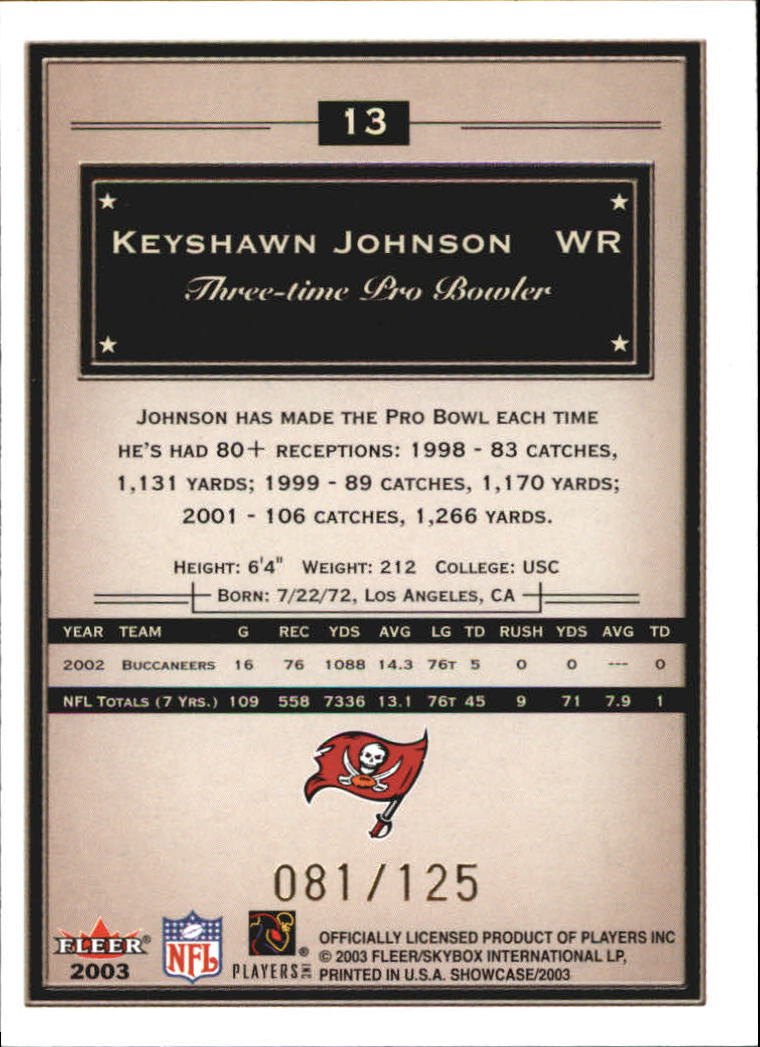 13
KEYSHAWN JOHNSON WR
Three-time Pro Bowler
JOHNSON HAS MADE THE PRO BOWL EACH TIME
HE'S HAD 80+ RECEPTIONS: 1998 - 83 CATCHES,
1,131 YARDS; 1999 - 89 CATCHES, 1,170 YARDS;
2001 - 106 CATCHES, 1,266 YARDS.
HEIGHT: 6'4" WEIGHT: 212 COLLEGE: USC
BORN: 7/22/72, LOS ANGELES, CA
YEAR TEAM G REC YDS AVG LG TD RUSH YDS AVG TD
2002 BUCCANEERS 16 76 1088 14.3 76T 5 0 0 --- 0
NFL TOTALS (7 YRS.) 109 558 7336 13.1 76T 45 9 71 7.9 1
081/125
FLEER®
2003
NFL
PLAYERS INC ®
OFFICIALLY LICENSED PRODUCT OF PLAYERS INC
© 2003 FLEER/SKYBOX INTERNATIONAL LP,
PRINTED IN U.S.A. SHOWCASE/2003